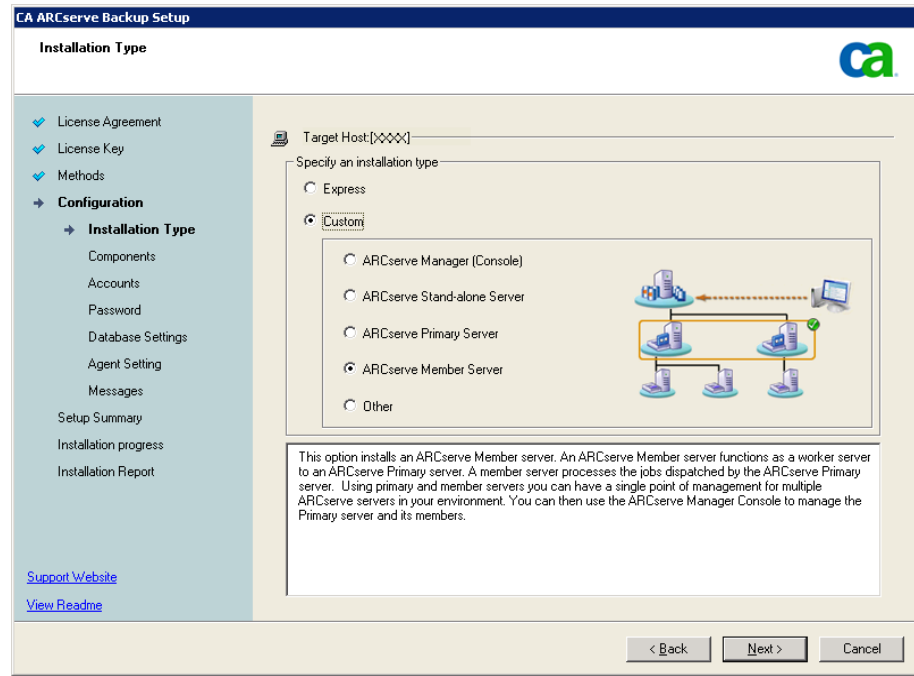 CA ARCserve Backup Setup
Installation Type
ca
License Agreement
License Key
Methods
Configuration
Installation Type
Components
Accounts
Password
Database Settings
Agent Setting
Messages
Setup Summary
Installation progress
Installation Report
Support Website
View Readme
Target Host:[XXXX]
Specify an installation type
Express
Custom
ARCserve Manager (Console)
ARCserve Stand-alone Server
ARCserve Primary Server
ARCserve Member Server
Other
This option installs an ARCserve Member server. An ARCserve Member server functions as a worker server
to an ARCserve Primary server. A member server processes the jobs dispatched by the ARCserve Primary
server. Using primary and member servers you can have a single point of management for multiple
ARCserve servers in your environment. You can then use the ARCserve Manager Console to manage the
Primary server and its members.
< Back
Next >
Cancel